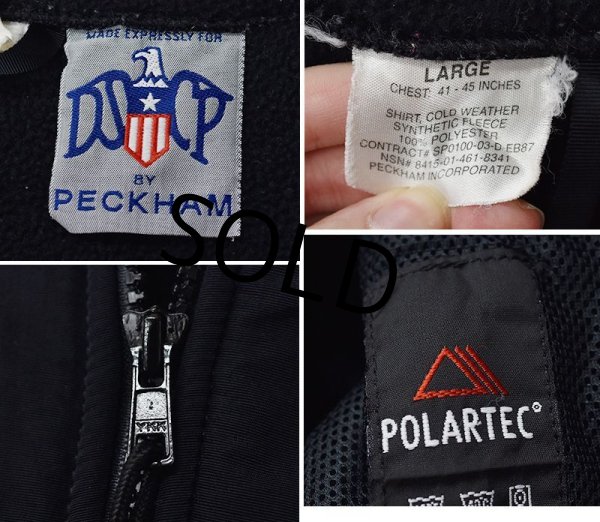 MADE EXPRESSLY FOR
DSCP
BY
PECKHAM
LARGE
CHEST: 41 - 45 INCHES
SHIRT, COLD WEATHER
SYNTHETIC FLEECE
100% POLYESTER
CONTRACT# SP0100-03-D-EB87
NSN# 8415-01-461-8341
PECKHAM INCORPORATED
SOLD
YKK
POLARTEC®